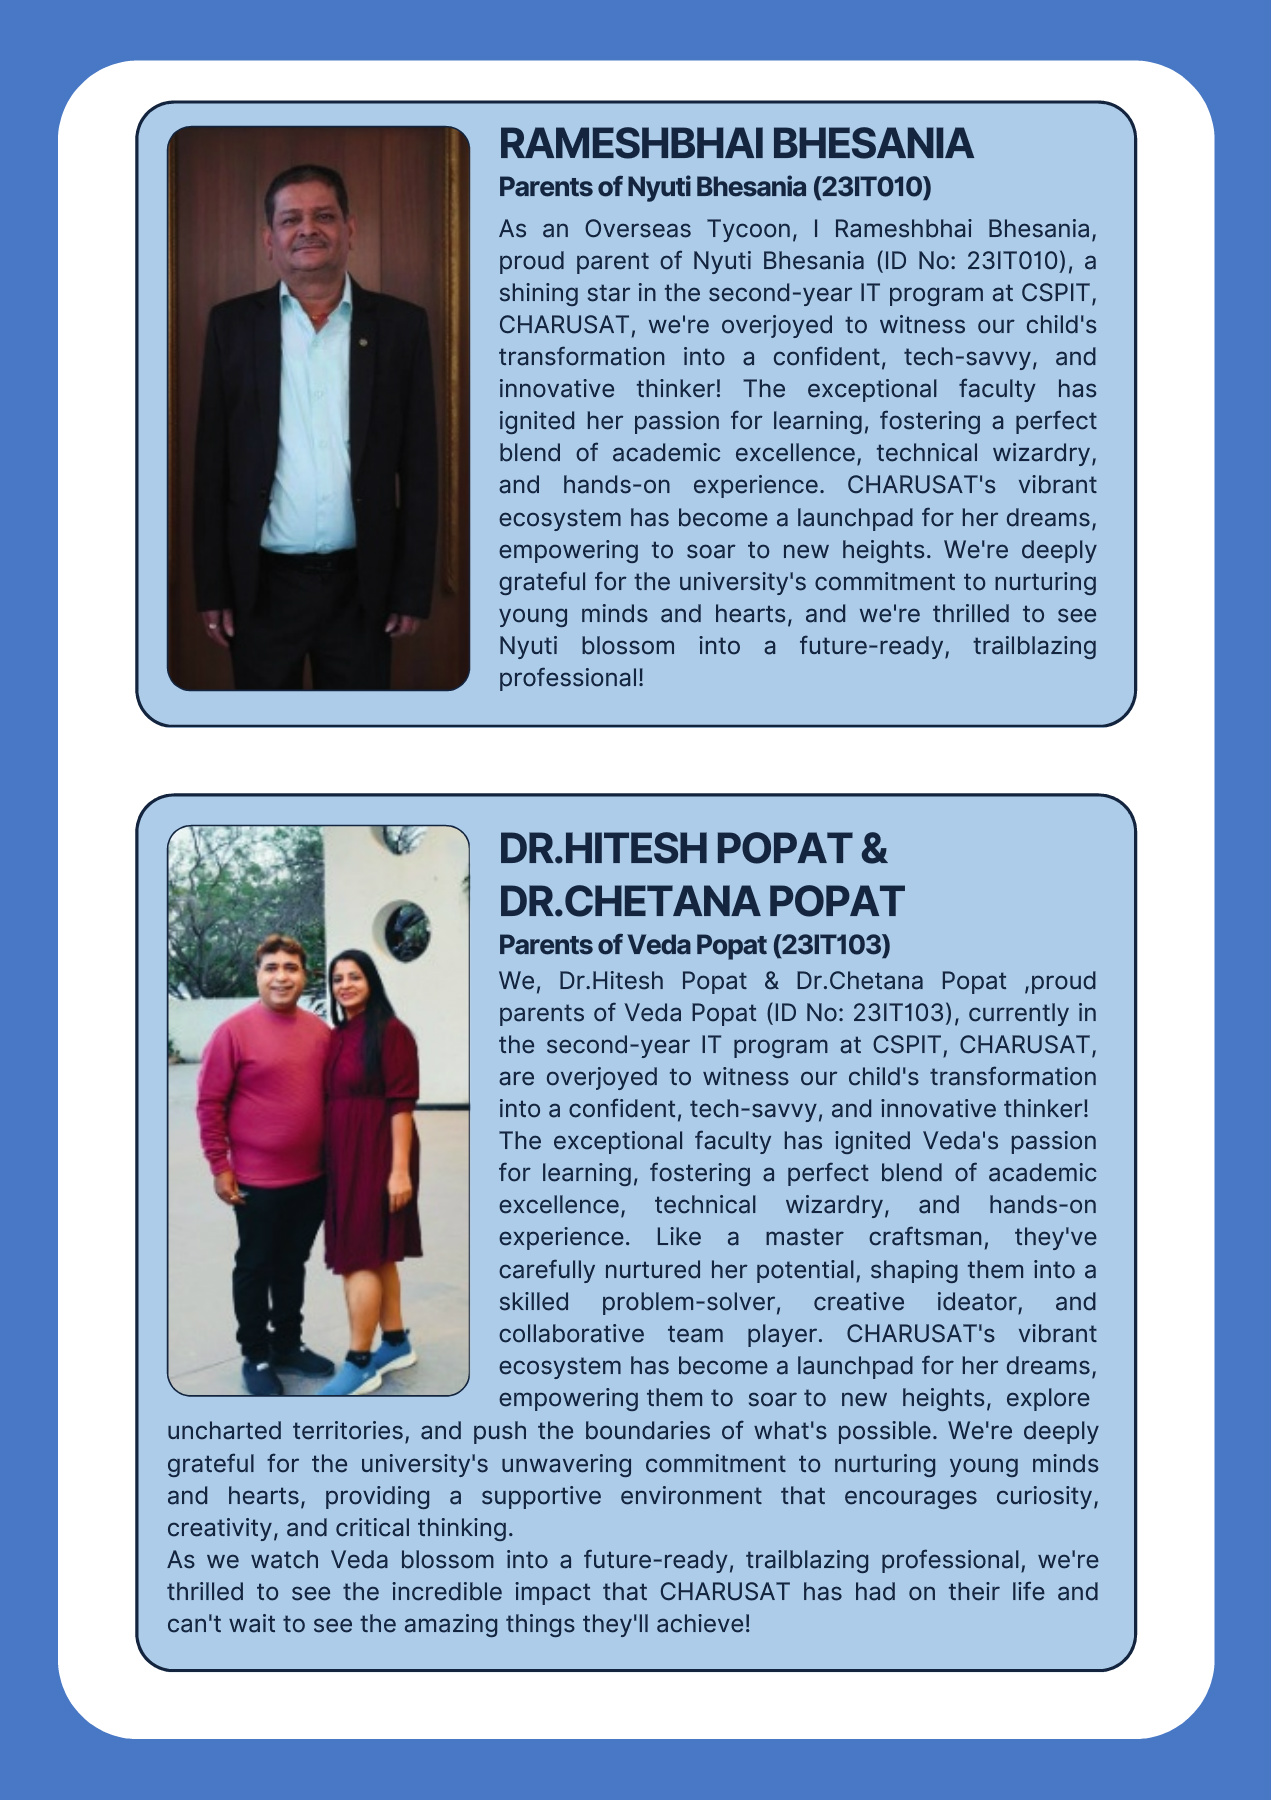 RAMESHBHAI BHESANIA
Parents of Nyuti Bhesania (23IT010)
As an Overseas Tycoon, I Rameshbhai Bhesania,
proud parent of Nyuti Bhesania (ID No: 23IT010), a
shining star in the second-year IT program at CSPIT,
CHARUSAT, we're overjoyed to witness our child's
transformation into a confident, tech-savvy, and
innovative thinker! The exceptional faculty has
ignited her passion for learning, fostering a perfect
blend of academic excellence, technical wizardry,
and hands-on experience. CHARUSAT's vibrant
ecosystem has become a launchpad for her dreams,
empowering to soar to new heights. We're deeply
grateful for the university's commitment to nurturing
young minds and hearts, and we're thrilled to see
Nyuti blossom into a future-ready, trailblazing
professional!
DR.HITESH POPAT &
DR.CHETANA POPAT
Parents of Veda Popat (23IT103)
We, Dr.Hitesh Popat & Dr.Chetana Popat ,proud
parents of Veda Popat (ID No: 23IT103), currently in
the second-year IT program at CSPIT, CHARUSAT,
are overjoyed to witness our child's transformation
into a confident, tech-savvy, and innovative thinker!
The exceptional faculty has ignited Veda's passion
for learning, fostering a perfect blend of academic
excellence, technical wizardry, and hands-on
experience. Like a master craftsman, they've
carefully nurtured her potential, shaping them into a
skilled problem-solver, creative ideator, and
collaborative team player. CHARUSAT's vibrant
ecosystem has become a launchpad for her dreams,
empowering them to soar to new heights, explore
uncharted territories, and push the boundaries of what's possible. We're deeply
grateful for the university's unwavering commitment to nurturing young minds
and hearts, providing a supportive environment that encourages curiosity,
creativity, and critical thinking.
As we watch Veda blossom into a future-ready, trailblazing professional, we're
thrilled to see the incredible impact that CHARUSAT has had on their life and
can't wait to see the amazing things they'll achieve!